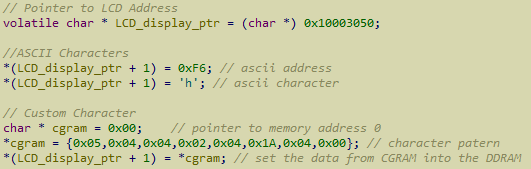 // Pointer to LCD Address
volatile char * LCD_display_ptr = (char *) 0x10003050;
//ASCII Characters
*(LCD_display_ptr + 1) = 0xF6; // ascii address
*(LCD_display_ptr + 1) = 'h'; // ascii character
// Custom Character
char * cgram = 0x00;    // pointer to memory address 0
*cgram = {0x05,0x04,0x04,0x02,0x04,0x1A,0x04,0x00}; // character patern
*(LCD_display_ptr + 1) = *cgram; // set the data from CGRAM into the DDRAM